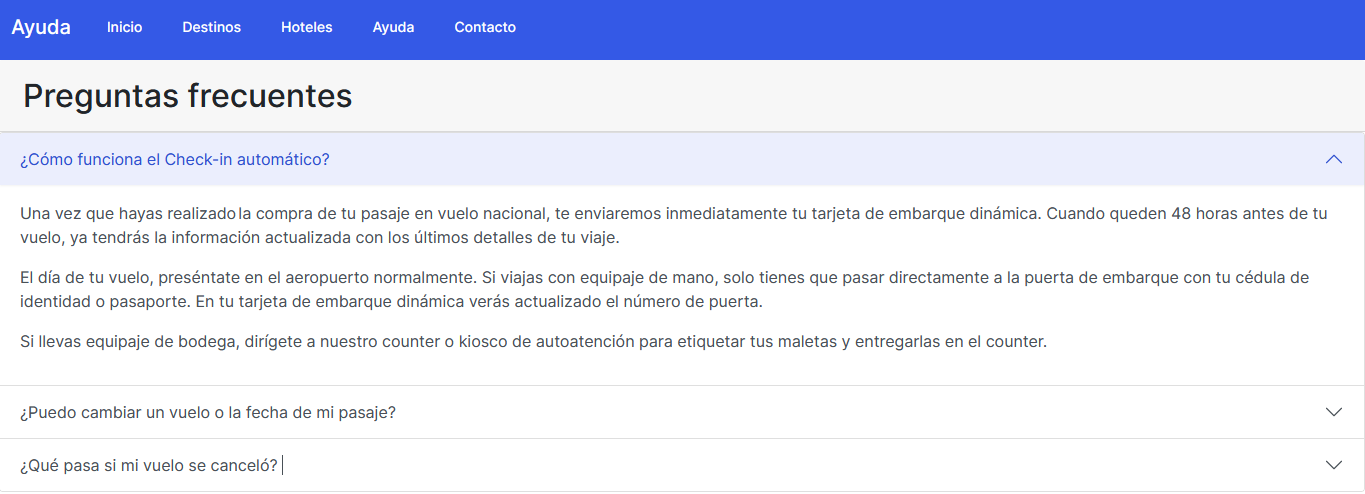 Ayuda Inicio Destinos Hoteles Ayuda Contacto
Preguntas frecuentes
¿Cómo funciona el Check-in automático?
Una vez que hayas realizado la compra de tu pasaje en vuelo nacional, te enviaremos inmediatamente tu tarjeta de embarque dinámica. Cuando queden 48 horas antes de tu
vuelo, ya tendrás la información actualizada con los últimos detalles de tu viaje.
El día de tu vuelo, preséntate en el aeropuerto normalmente. Si viajas con equipaje de mano, solo tienes que pasar directamente a la puerta de embarque con tu cédula de
identidad o pasaporte. En tu tarjeta de embarque dinámica verás actualizado el número de puerta.
Si llevas equipaje de bodega, dirígete a nuestro counter o kiosco de autoatención para etiquetar tus maletas y entregarlas en el counter.
¿Puedo cambiar un vuelo o la fecha de mi pasaje?
¿Qué pasa si mi vuelo se canceló?